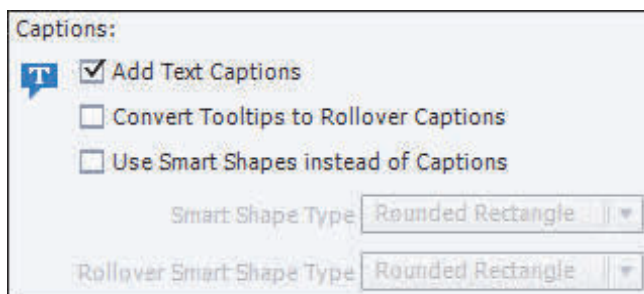 Captions:
T
Add Text Captions
Convert Tooltips to Rollover Captions
Use Smart Shapes instead of Captions
Smart Shape Type Rounded Rectangle
Rollover Smart Shape Type Rounded Rectangle